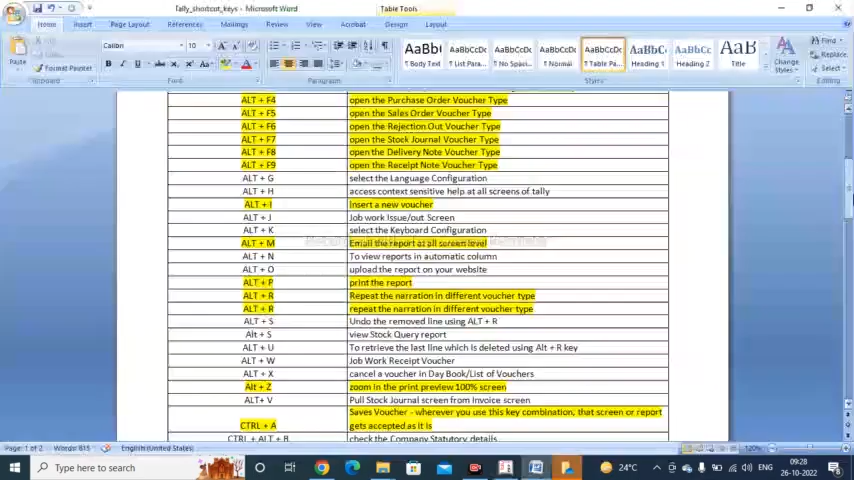 Tally_shortcut_keys - Microsoft Word
Table Tools
Home Insert Page Layout References Mailings Review View Acrobat Design Layout
Paste
Format Painter
Calibri 10
Font
Paragraph
AaBbC AaBbCcDc AaBbCcDc AaBbCcDc AaBbCcDc AaBbCc AaBbCc AaB
¶ Body Text ¶ List Para... ¶ No Spaci... ¶ Normal ¶ Table Pa... Heading 1 Heading 2 Title
Change Styles
Find
Replace
Select
Editing
ALT + F4 open the Purchase Order Voucher Type
ALT + F5 open the Sales Order Voucher Type
ALT + F6 open the Rejection Out Voucher Type
ALT + F7 open the Stock Journal Voucher Type
ALT + F8 open the Delivery Note Voucher Type
ALT + F9 open the Receipt Note Voucher Type
ALT + G select the Language Configuration
ALT + H access context sensitive help at all screens of tally
ALT + I Insert a new voucher
ALT + J Job work Issue/out Screen
ALT + K select the Keyboard Configuration
ALT + M Email the report at all screen level
ALT + N To view reports in automatic column
ALT + O upload the report on your website
ALT + P print the report
ALT + R Repeat the narration in different voucher type
ALT + R repeat the narration in different voucher type
ALT + S Undo the removed line using ALT + R
Alt + S view Stock Query report
ALT + U To retrieve the last line which is deleted using Alt + R key
ALT + W Job Work Receipt Voucher
ALT + X cancel a voucher in Day Book/List of Vouchers
Alt + Z zoom in the print preview 100% screen
ALT+ V Pull Stock Journal screen from Invoice screen
CTRL + A Saves Voucher - wherever you use this key combination, that screen or report
gets accepted as it is
CTRL + ALT + B check the Company Statutory details
Page: 1 of 2 Words: 815 English (United States) 120%
Type here to search 24°C ENG 09:28
26-10-2022